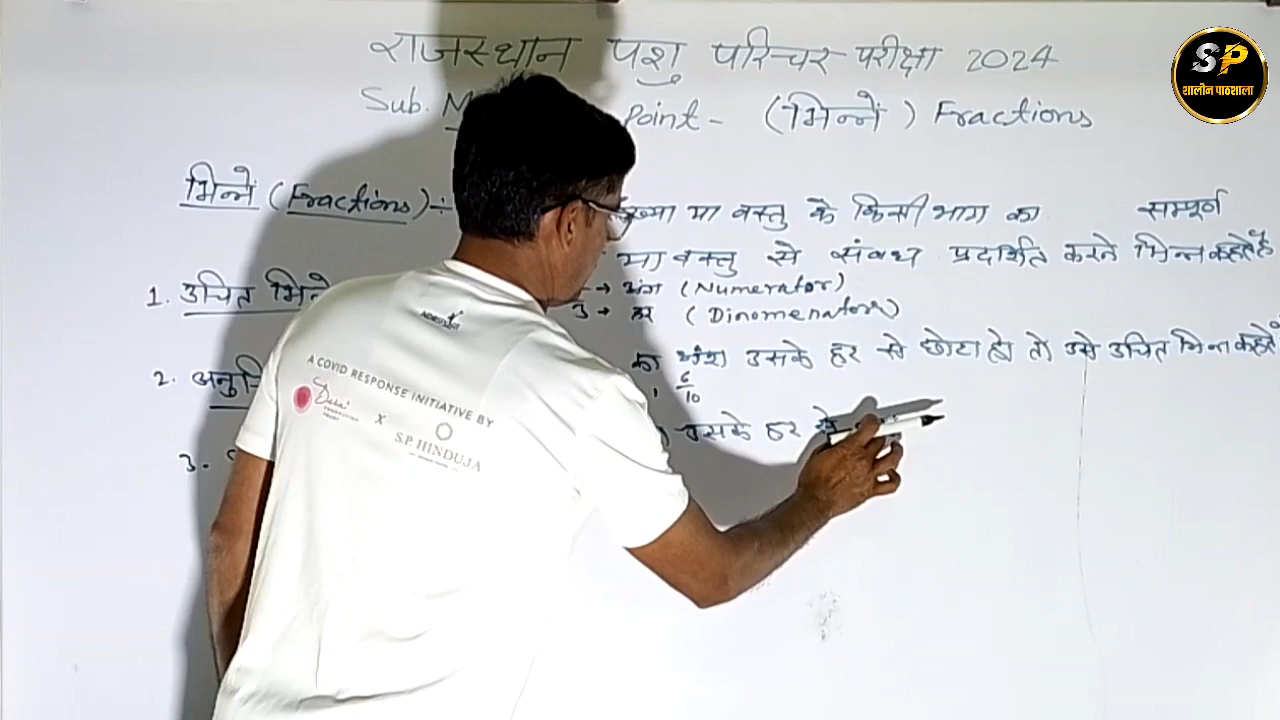 राजस्थान पशु परिचर परीक्षा 2024
SP
शालीन पाठशाला
Sub. M Point - (भिन्नें) Fractions
भिन्नें (Fractions) ÷ ख्या या वस्तु के किसी भाग का सम्पूर्ण
या वस्तु से संबंध प्रदर्शित करने भिन्न कहते हैं
1. उचित भिन्ने → अंश (Numerator)
3 → हर (Dinomenators)
का अंश उसके हर से छोटा हो तो उसे उचित भिन्न कहते
2. अनुचि , 6/10
उसके हर से
3.
A COVID RESPONSE INITIATIVE BY
X
S.P. HINDUJA